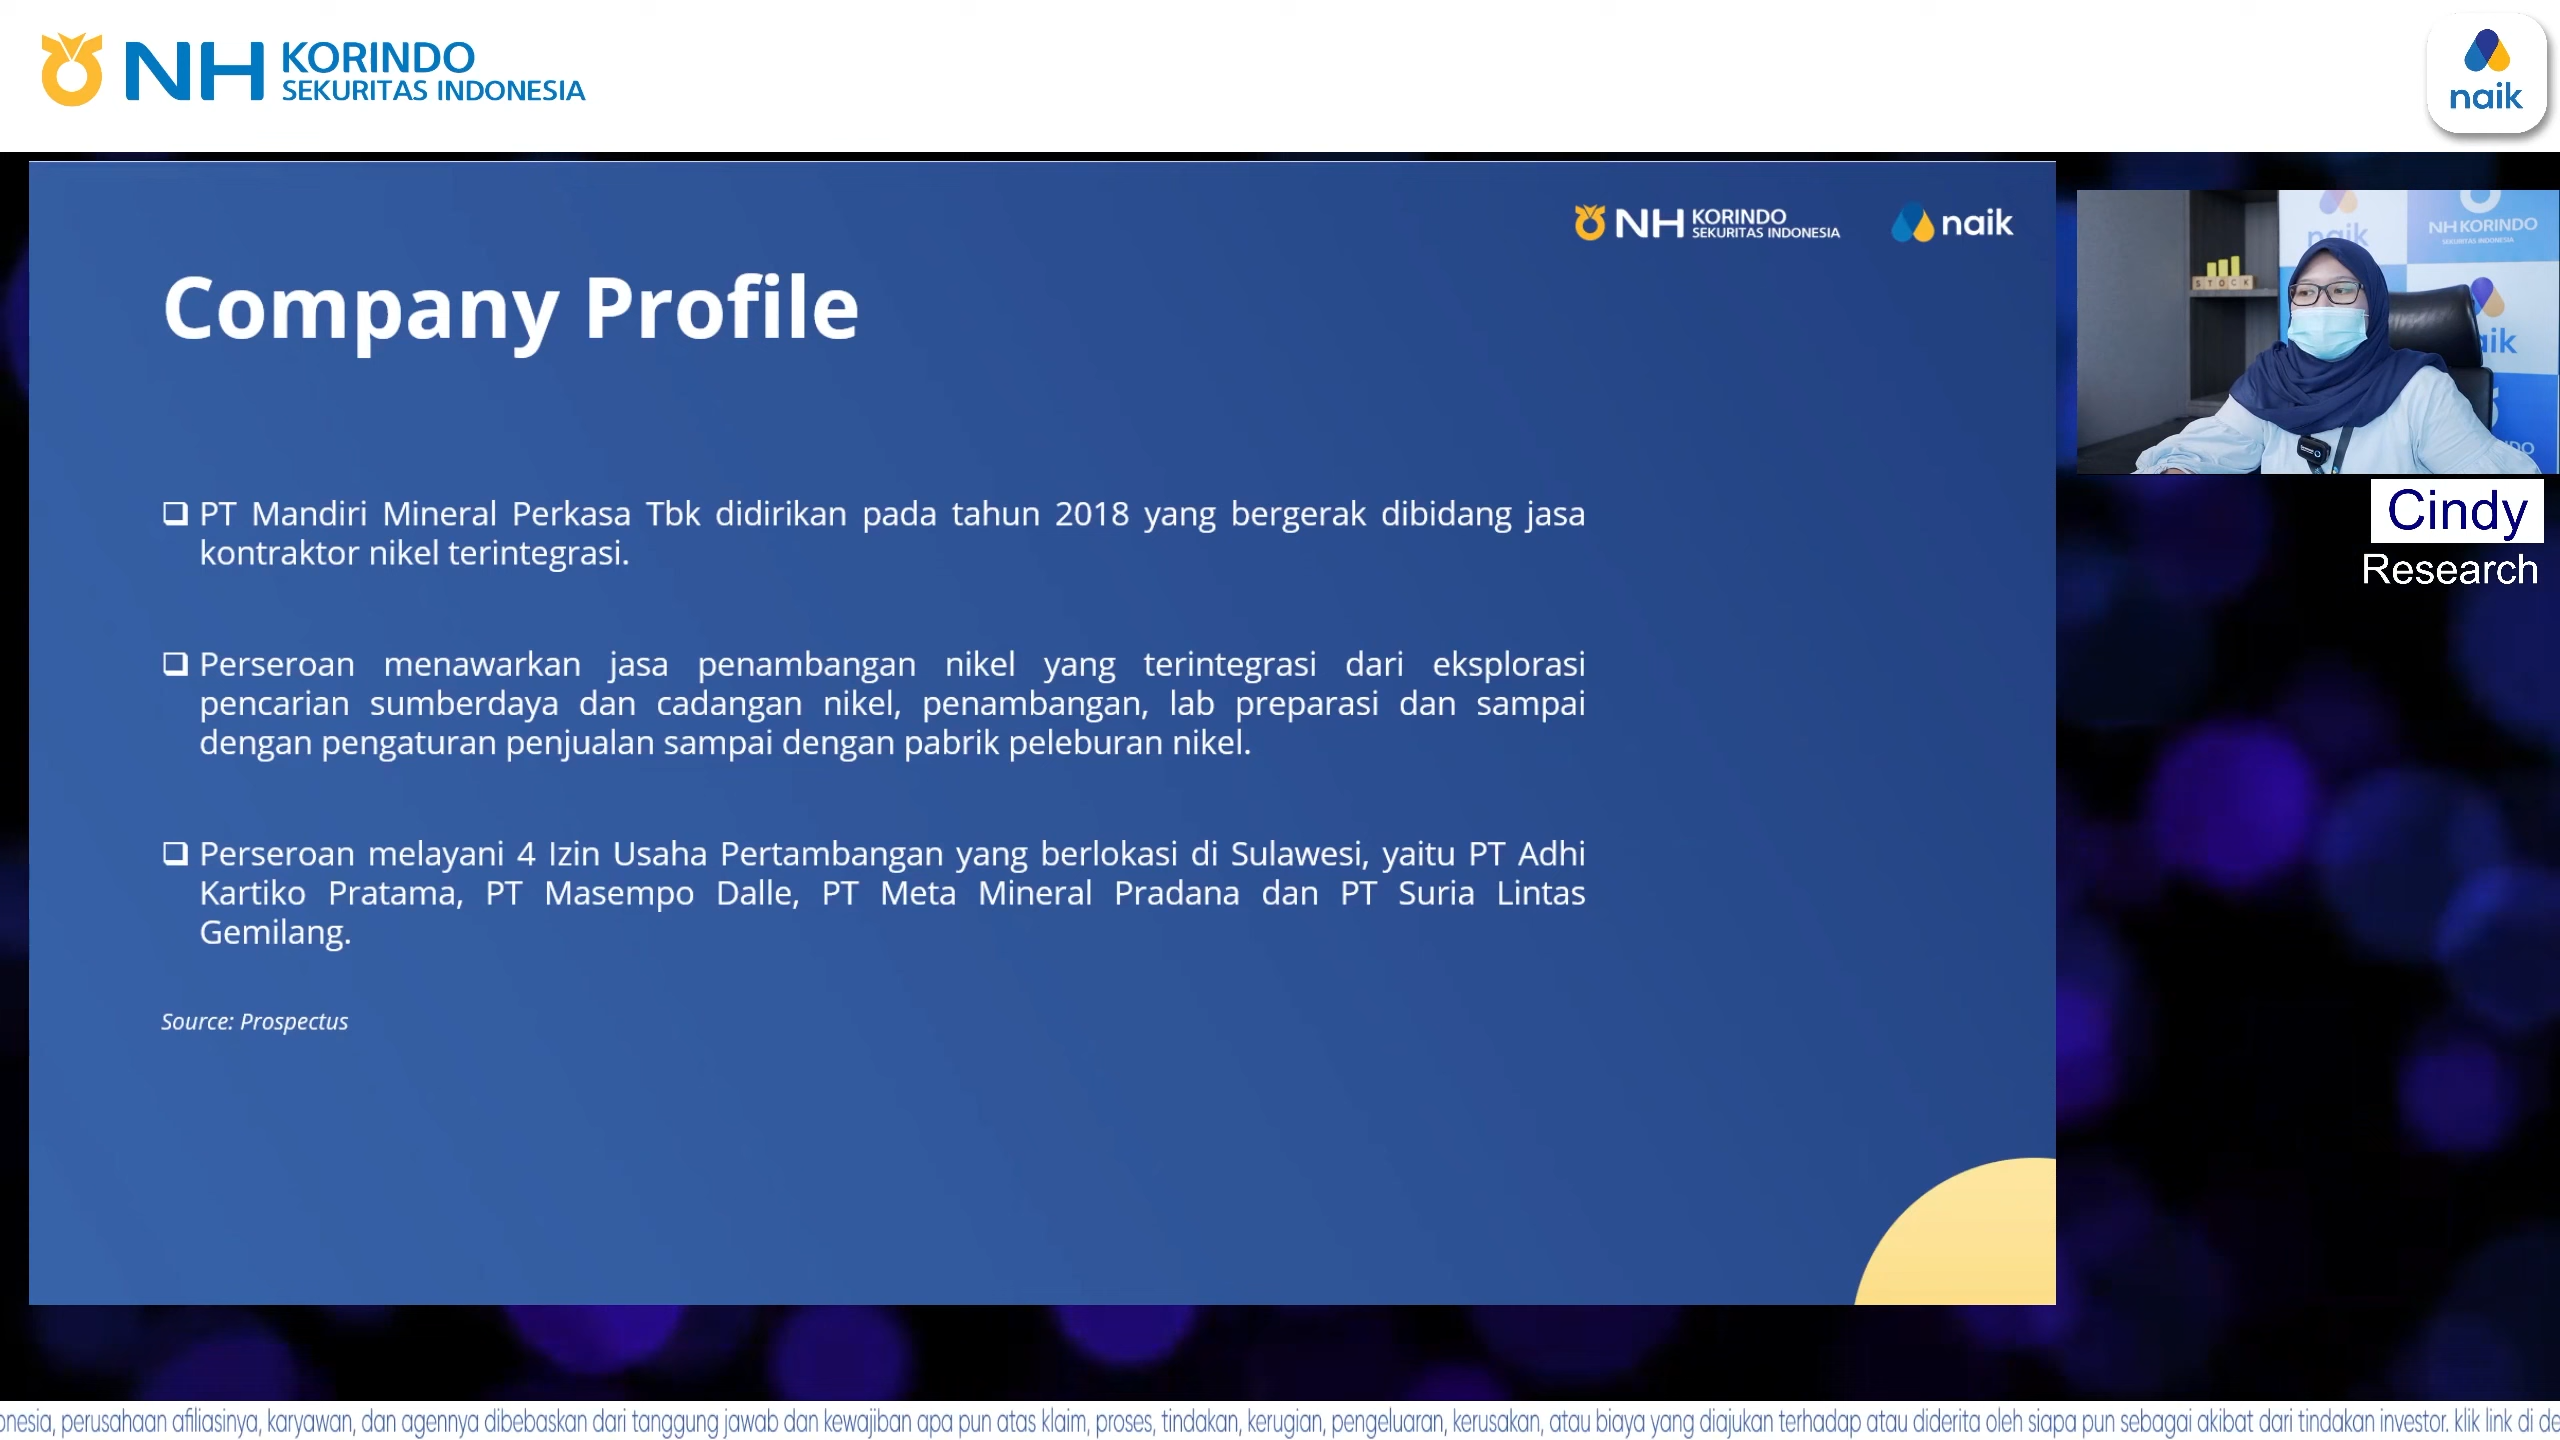 NH KORINDO
SEKURITAS INDONESIA
naik
NH KORINDO
SEKURITAS INDONESIA
naik
Company Profile
PT Mandiri Mineral Perkasa Tbk didirikan pada tahun 2018 yang bergerak dibidang jasa
kontraktor nikel terintegrasi.
Perseroan menawarkan jasa penambangan nikel yang terintegrasi dari eksplorasi
pencarian sumberdaya dan cadangan nikel, penambangan, lab preparasi dan sampai
dengan pengaturan penjualan sampai dengan pabrik peleburan nikel.
Perseroan melayani 4 Izin Usaha Pertambangan yang berlokasi di Sulawesi, yaitu PT Adhi
Kartiko Pratama, PT Masempo Dalle, PT Meta Mineral Pradana dan PT Suria Lintas
Gemilang.
Source: Prospectus
naik
NH KORINDO
SEKURITAS INDONESIA
STOCK
Cindy
Research
onesia, perusahaan afiliasinya, karyawan, dan agennya dibebaskan dari tanggung jawab dan kewajiban apa pun atas klaim, proses, tindakan, kerugian, pengeluaran, kerusakan, atau biaya yang diajukan terhadap atau diderita oleh siapa pun sebagai akibat dari tindakan investor. klik link di de